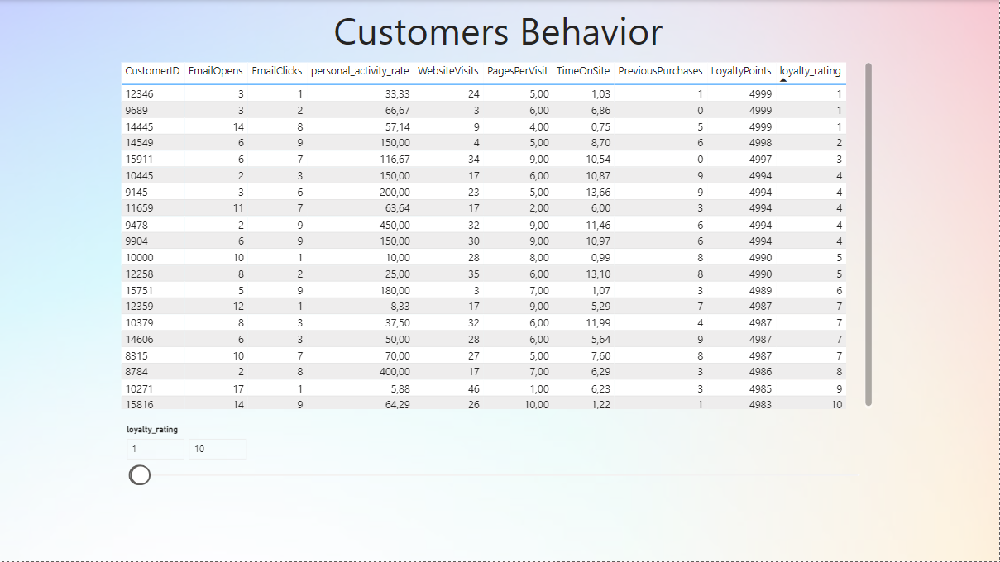 Customers Behavior
CustomerID EmailOpens EmailClicks personal_activity_rate WebsiteVisits PagesPerVisit TimeOnSite PreviousPurchases LoyaltyPoints loyalty_rating
12346 3 1 33,33 24 5,00 1,03 1 4999 1
9689 3 2 66,67 3 6,00 6,86 0 4999 1
14445 14 8 57,14 9 4,00 0,75 5 4999 1
14549 6 9 150,00 4 5,00 8,70 6 4998 2
15911 6 7 116,67 34 9,00 10,54 0 4997 3
10445 2 3 150,00 17 6,00 10,87 9 4994 4
9145 3 6 200,00 23 5,00 13,66 9 4994 4
11659 11 7 63,64 17 2,00 6,00 3 4994 4
9478 2 9 450,00 32 9,00 11,46 6 4994 4
9904 6 9 150,00 30 9,00 10,97 6 4994 4
10000 10 1 10,00 28 8,00 0,99 8 4990 5
12258 8 2 25,00 35 6,00 13,10 8 4990 5
15751 5 9 180,00 3 7,00 1,07 3 4989 6
12359 12 1 8,33 17 9,00 5,29 7 4987 7
10379 8 3 37,50 32 6,00 11,99 4 4987 7
14606 6 3 50,00 28 6,00 5,64 9 4987 7
8315 10 7 70,00 27 5,00 7,60 8 4987 7
8784 2 8 400,00 17 7,00 6,29 3 4986 8
10271 17 1 5,88 46 1,00 6,23 3 4985 9
15816 14 9 64,29 26 10,00 1,22 1 4983 10
loyalty_rating
1 10